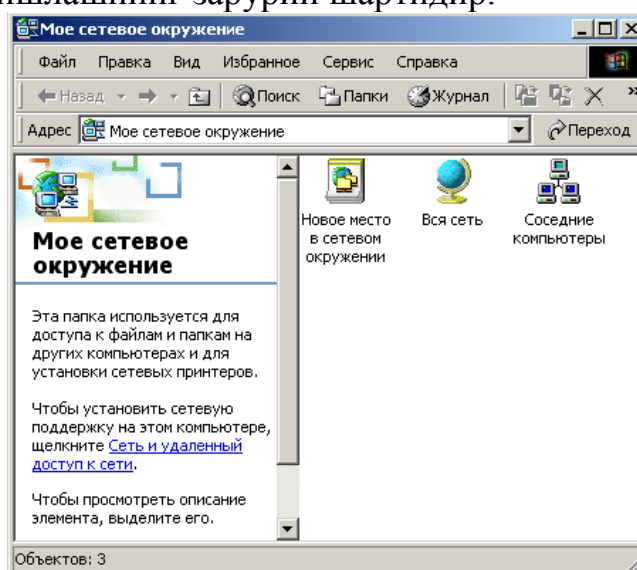 ишлашнинг зарурий шартидир.
Мое сетевое окружение
Файл Правка Вид Избранное Сервис Справка
Назад Поиск Папки Журнал
Адрес Мое сетевое окружение Переход
Мое сетевое
окружение
Эта папка используется для
доступа к файлам и папкам на
других компьютерах и для
установки сетевых принтеров.
Чтобы установить сетевую
поддержку на этом компьютере,
щелкните Сеть и удаленный
доступ к сети.
Чтобы просмотреть описание
элемента, выделите его.
Новое место
в сетевом
окружении
Вся сеть
Соседние
компьютеры
Объектов: 3